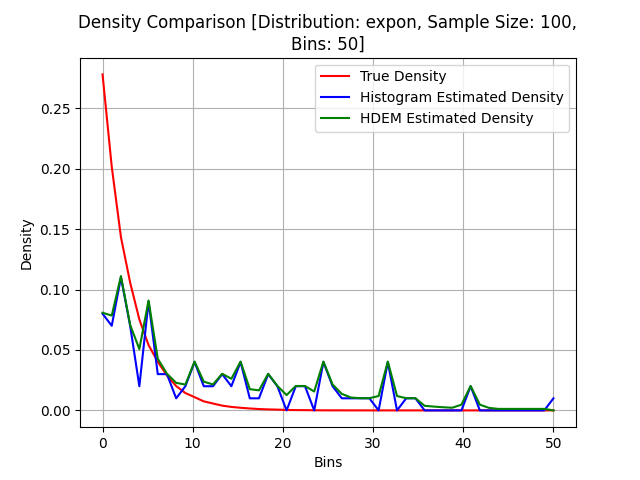 Density Comparison [Distribution: expon, Sample Size: 100,
Bins: 50]
True Density
Histogram Estimated Density
HDEM Estimated Density
Density
0.25
0.20
0.15
0.10
0.05
0.00
0 10 20 30 40 50
Bins